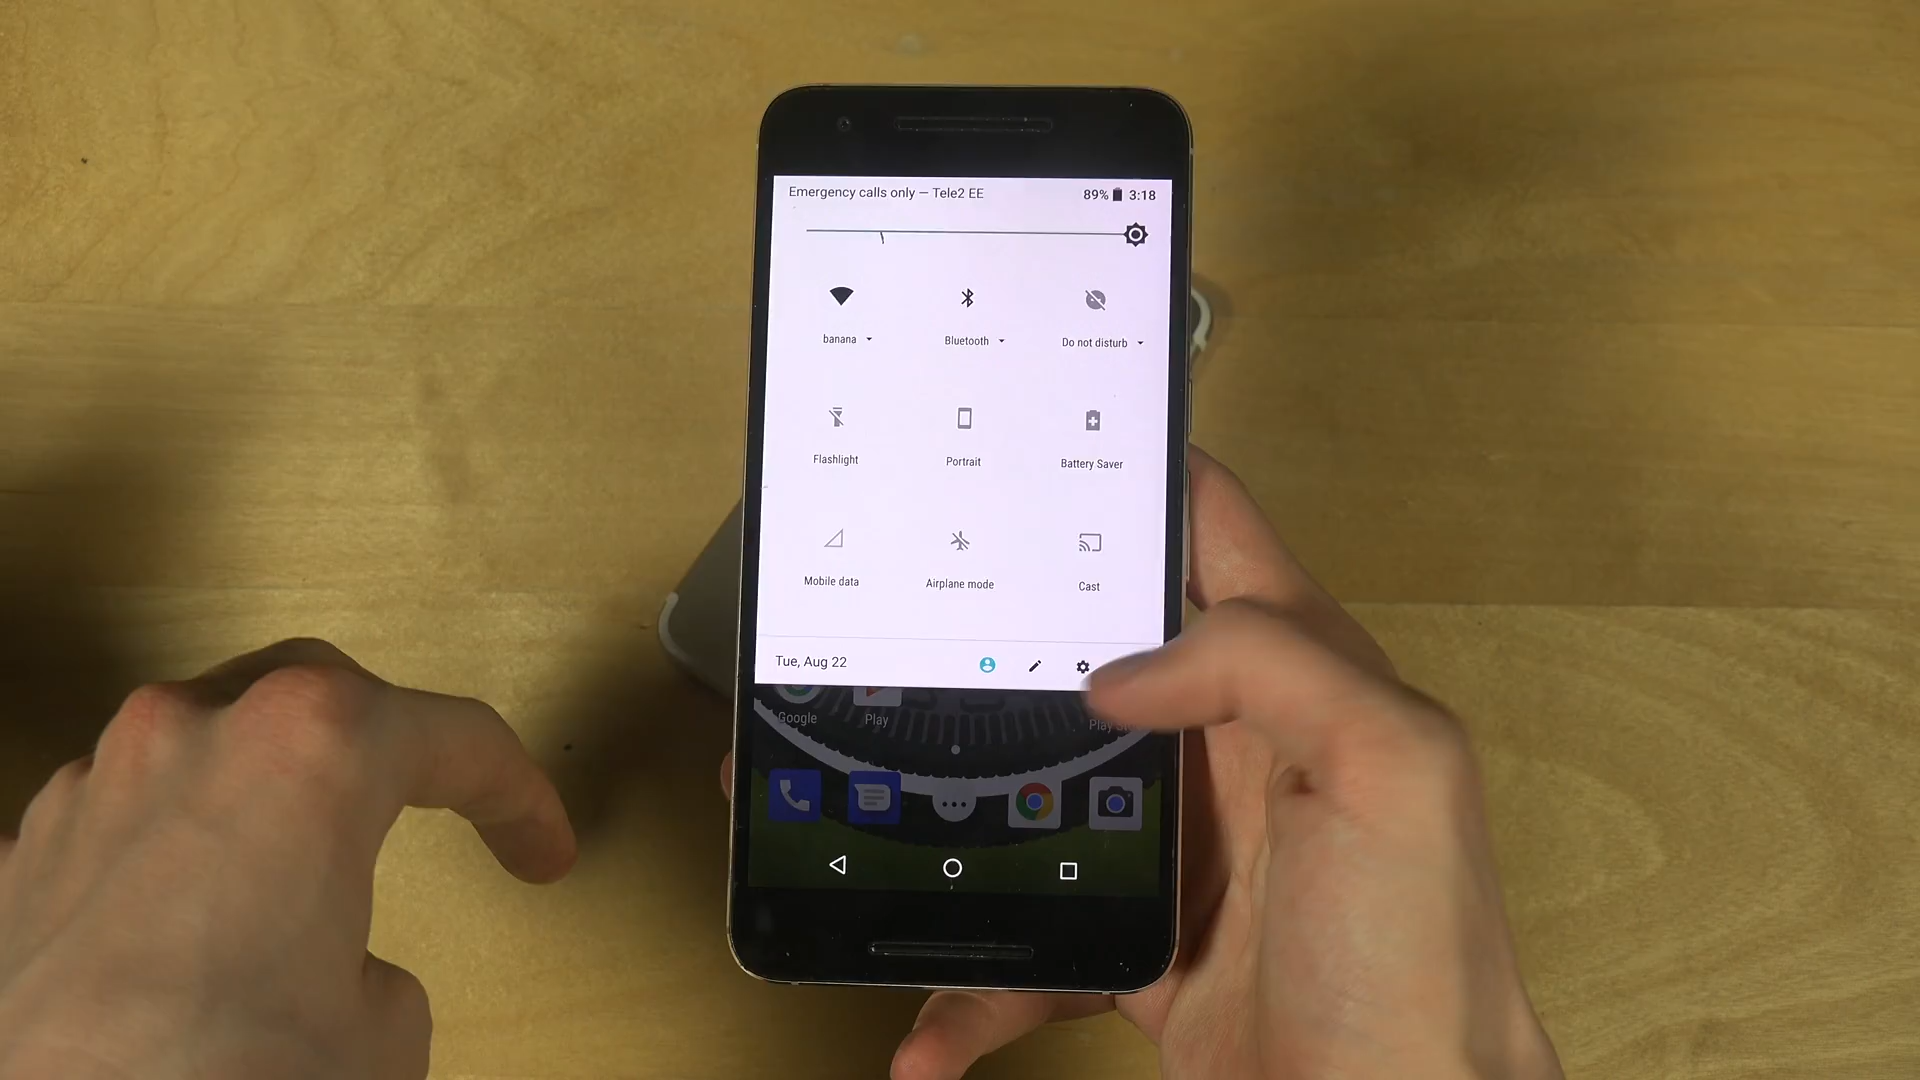 Emergency calls only — Tele2 EE 89% 3:18
banana Bluetooth Do not disturb
Flashlight Portrait Battery Saver
Mobile data Airplane mode Cast
Tue, Aug 22
Google Play Play